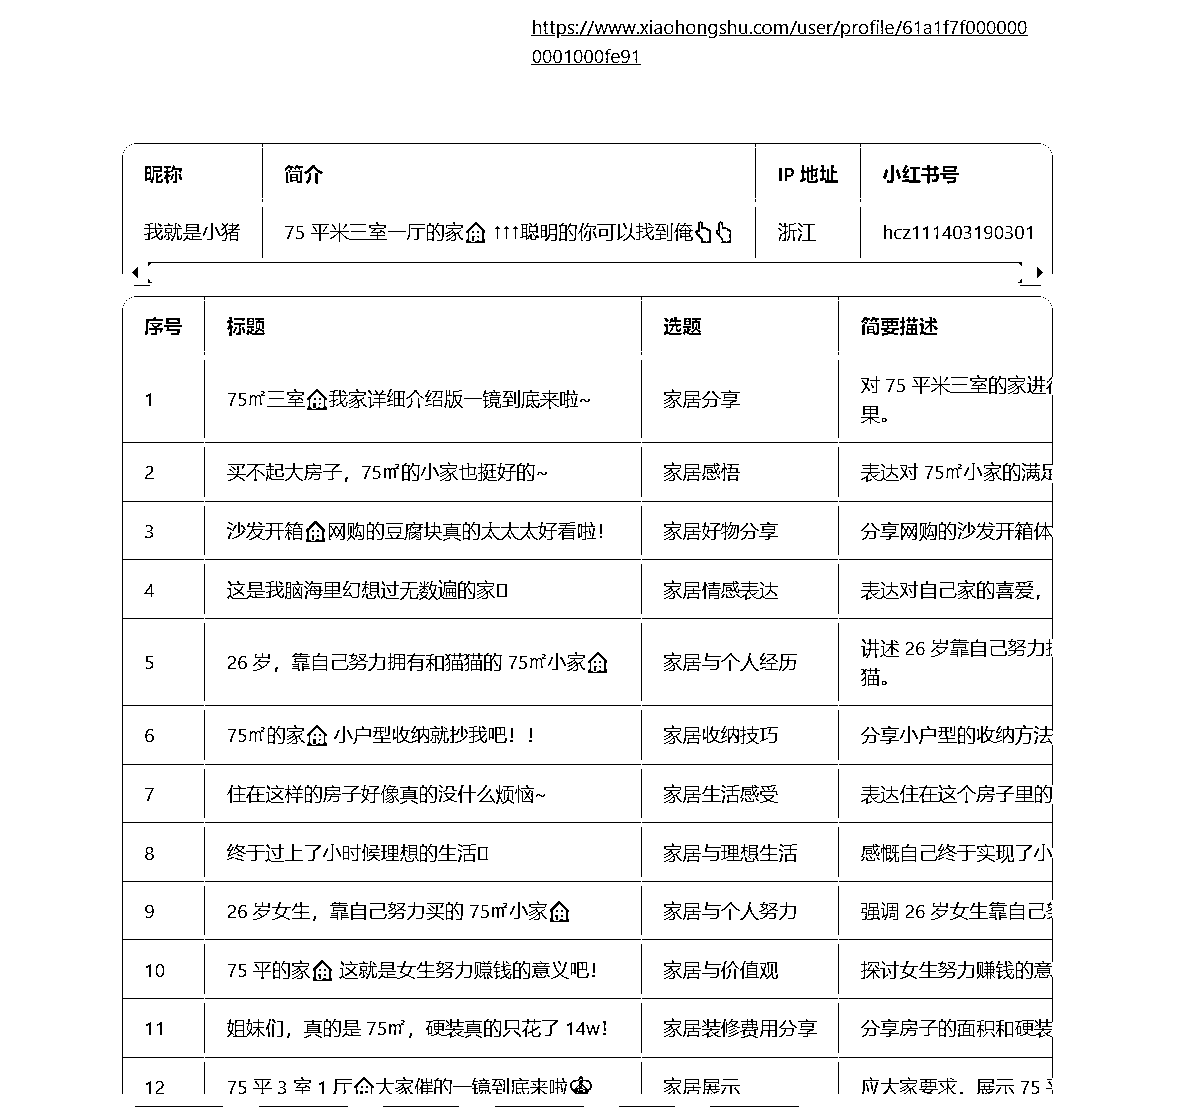 https://www.xiaohongshu.com/user/profile/61a1f7f000000
0001000fe91
昵称 简介 IP 地址 小红书号
我就是小猪 75 平米三室一厅的家🏠 ↑↑↑聪明的你可以找到俺👆👆 浙江 hcz111403190301
序号 标题 选题 简要描述
1 75㎡三室🏠我家详细介绍版一镜到底来啦~ 家居分享 对 75 平米三室的家进行
果。
2 买不起大房子，75㎡的小家也挺好的~ 家居感悟 表达对 75㎡小家的满足
3 沙发开箱🏠网购的豆腐块真的太太太好看啦！ 家居好物分享 分享网购的沙发开箱体
4 这是我脑海里幻想过无数遍的家 家居情感表达 表达对自己家的喜爱，
5 26 岁，靠自己努力拥有和猫猫的 75㎡小家🏠 家居与个人经历 讲述 26 岁靠自己努力
猫。
6 75㎡的家🏠 小户型收纳就抄我吧！！ 家居收纳技巧 分享小户型的收纳方法
7 住在这样的房子好像真的没什么烦恼~ 家居生活感受 表达住在这个房子里的
8 终于过上了小时候理想的生活 家居与理想生活 感慨自己终于实现了小
9 26 岁女生，靠自己努力买的 75㎡小家🏠 家居与个人努力 强调 26 岁女生靠自己
10 75 平的家🏠 这就是女生努力赚钱的意义吧！ 家居与价值观 探讨女生努力赚钱的意
11 姐妹们，真的是 75㎡，硬装真的只花了 14w！ 家居装修费用分享 分享房子的面积和硬装
12 75 平 3 室 1 厅🏠大家催的一镜到底来啦 家居展示 应大家要求，展示 75 平